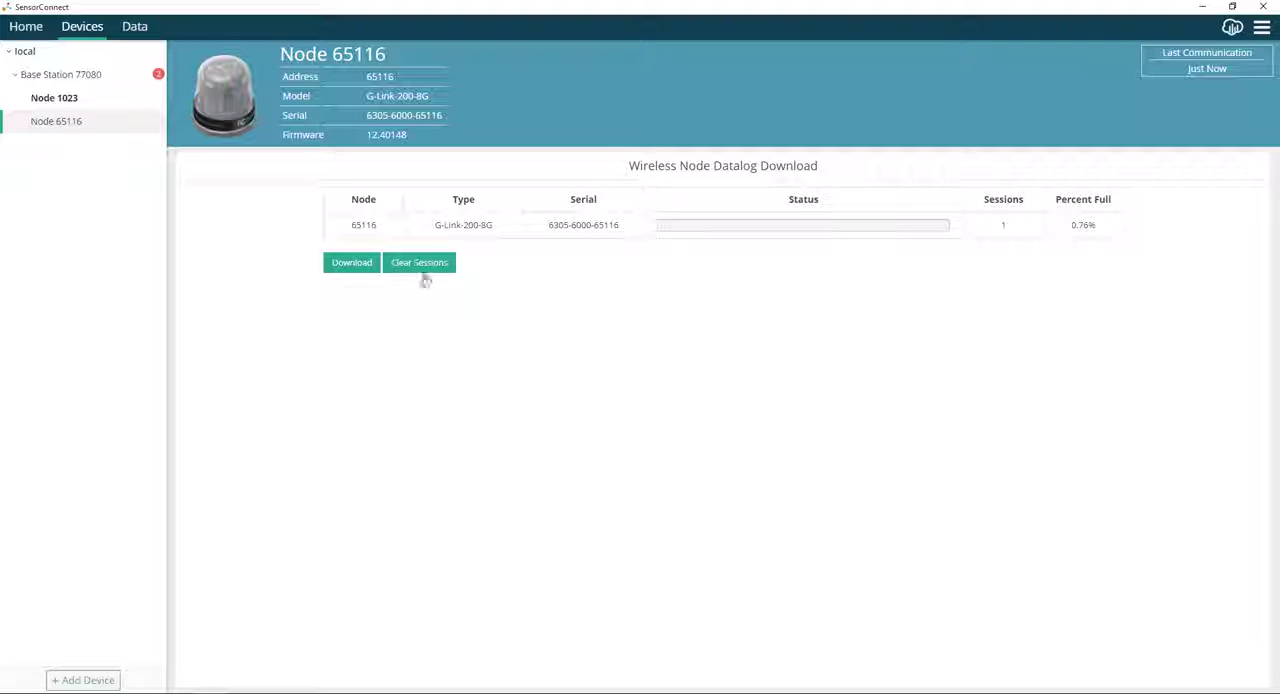 SensorConnect
Home Devices Data
local
Base Station 77080 2
Node 1023
Node 65116
+ Add Device
Node 65116
Address 65116
Model G-Link-200-8G
Serial 6305-6000-65116
Firmware 12.40148
Last Communication
Just Now
Wireless Node Datalog Download
Node Type Serial Status Sessions Percent Full
65116 G-Link-200-8G 6305-6000-65116 1 0.76%
Download Clear Sessions